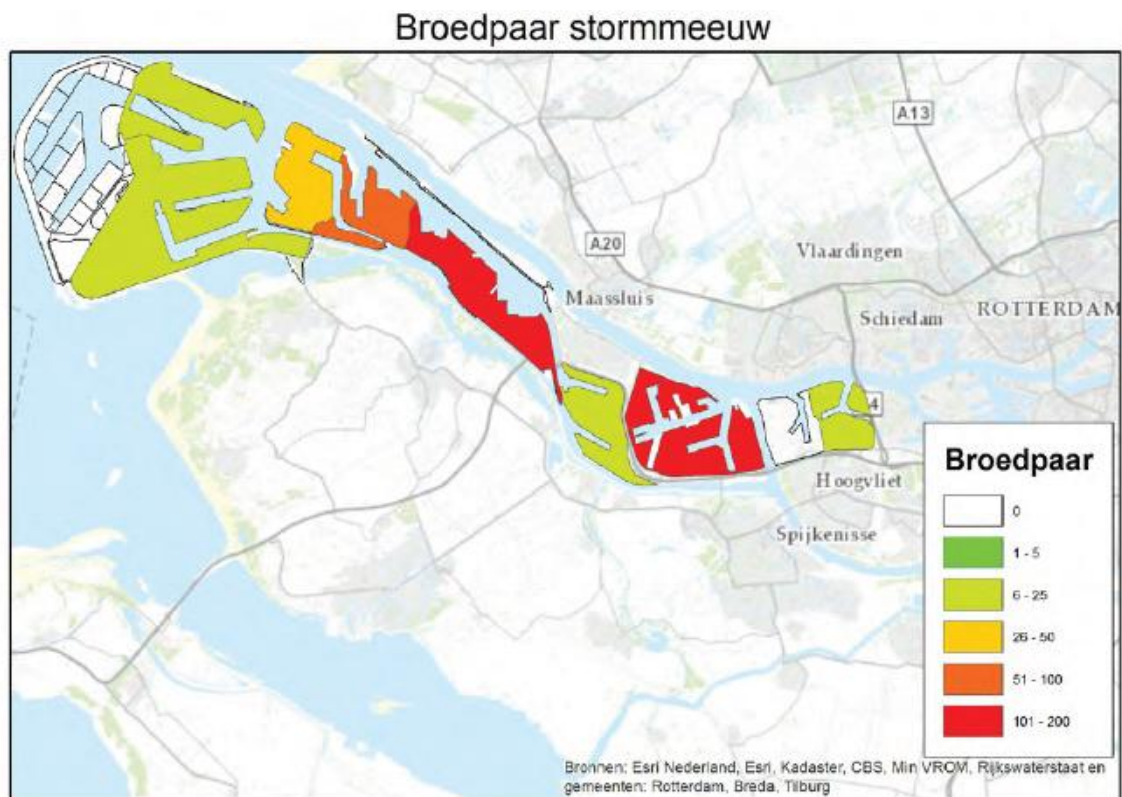 Broedpaar stormmeeuw
A13
A20
Vlaardingen
Maassluis
Schiedam
ROTTERDAM
4
Hoogvliet
Spijkenisse
Broedpaar
0
1 - 5
6 - 25
26 - 50
51 - 100
101 - 200
Bronnen: Esri Nederland, Esri, Kadaster, CBS, Min VROM, Rijkswaterstaat en
gemeenten: Rotterdam, Breda, Tilburg